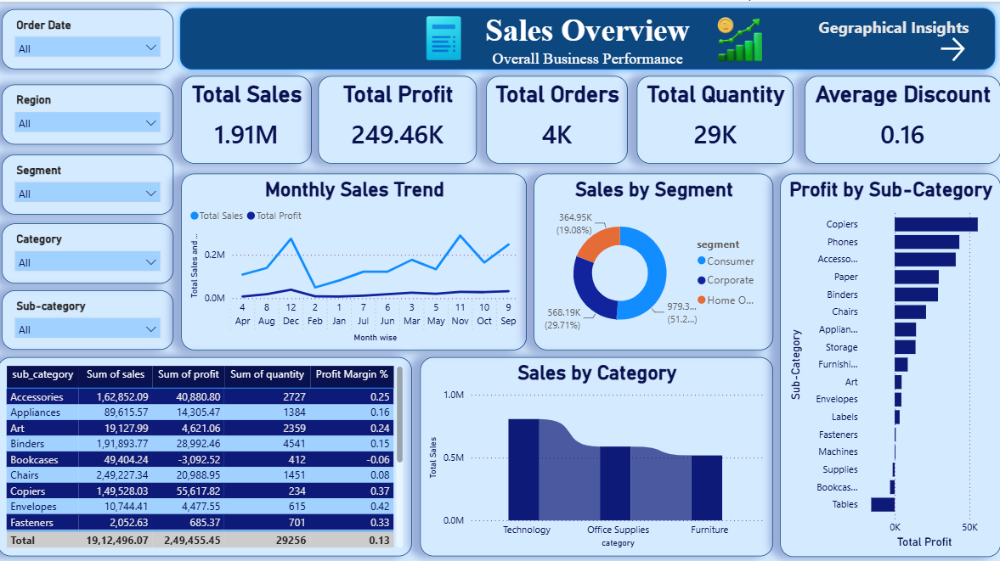 Order Date
All
Sales Overview
Overall Business Performance
Gegraphical Insights
Region
All
Segment
All
Category
All
Sub-category
All
Total Sales
1.91M
Total Profit
249.46K
Total Orders
4K
Total Quantity
29K
Average Discount
0.16
Monthly Sales Trend
Total Sales Total Profit
Total Sales and ...
0.2M
0.0M
4 8 12 2 1 7 6 3 5 11 10 9
Apr Aug Dec Feb Jan Jul Jun Mar May Nov Oct Sep
Month wise
Sales by Segment
364.95K
(19.08%)
568.19K
(29.71%)
979.3...
(51.2...)
segment
Consumer
Corporate
Home O...
Profit by Sub-Category
Sub-Category
Copiers
Phones
Accesso...
Paper
Binders
Chairs
Applian...
Storage
Furnishi...
Art
Envelopes
Labels
Fasteners
Machines
Supplies
Bookcas...
Tables
0K 50K
Total Profit
sub_category Sum of sales Sum of profit Sum of quantity Profit Margin %
Accessories 1,62,852.09 40,880.80 2727 0.25
Appliances 89,615.57 14,305.47 1384 0.16
Art 19,127.99 4,621.06 2359 0.24
Binders 1,91,893.77 28,992.46 4541 0.15
Bookcases 49,404.24 -3,092.52 412 -0.06
Chairs 2,49,227.34 20,988.95 1451 0.08
Copiers 1,49,528.03 55,617.82 234 0.37
Envelopes 10,744.41 4,477.55 615 0.42
Fasteners 2,052.63 685.37 701 0.33
Total 19,12,496.07 2,49,455.45 29256 0.13
Sales by Category
Total Sales
1.0M
0.5M
0.0M
Technology Office Supplies Furniture
category